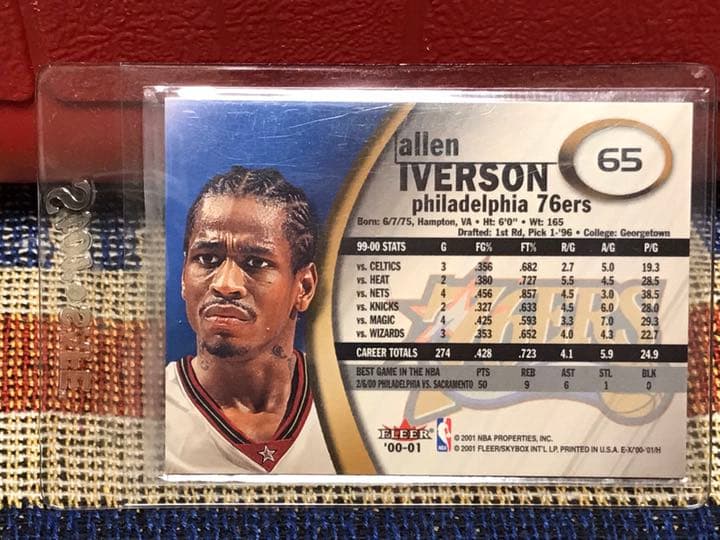 allen
IVERSON
philadelphia 76ers
65
Born: 6/7/75, Hampton, VA • Ht: 6'0" • Wt: 165
Drafted: 1st Rd, Pick 1-'96 • College: Georgetown
99-00 STATS G FG% FT% R/G A/G P/G
vs. CELTICS 3 .356 .682 2.7 5.0 19.3
vs. HEAT 2 .380 .727 5.5 4.5 28.5
vs. NETS 4 .456 .857 4.5 3.0 38.5
vs. KNICKS 2 .327 .633 4.5 6.0 28.0
vs. MAGIC 4 .425 .593 3.3 7.0 29.3
vs. WIZARDS 3 .353 .652 4.0 4.3 22.7
CAREER TOTALS 274 .428 .723 4.1 5.9 24.9
BEST GAME IN THE NBA PTS REB AST STL BLK
2/6/00 PHILADELPHIA VS. SACRAMENTO 50 9 6 1 0
76ERS
FLEER
'00-01
NBA
© 2001 NBA PROPERTIES, INC.
© 2001 FLEER/SKYBOX INT'L LP. PRINTED IN U.S.A. E-X/'00-'01/H